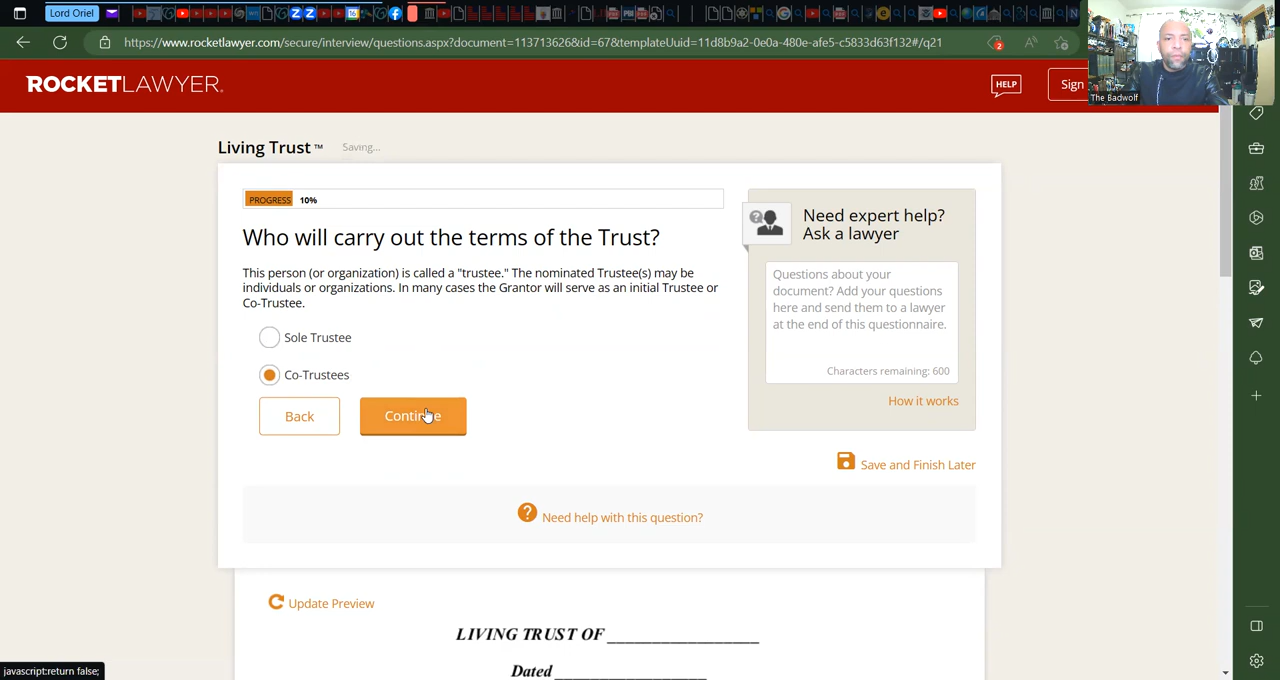 Lord Oriel
https://www.rocketlawyer.com/secure/interview/questions.aspx?document=113713626&id=67&templateUuid=11d8b9a2-0e0a-480e-afe5-c5833d63f132#/q21
2
The Badwolf
ROCKETLAWYER.
HELP
Sign
Living Trust ™
Saving...
PROGRESS 10%
Who will carry out the terms of the Trust?
This person (or organization) is called a "trustee." The nominated Trustee(s) may be
individuals or organizations. In many cases the Grantor will serve as an initial Trustee or
Co-Trustee.
Sole Trustee
Co-Trustees
Back
Continue
Need expert help?
Ask a lawyer
Questions about your
document? Add your questions
here and send them to a lawyer
at the end of this questionnaire.
Characters remaining: 600
How it works
Save and Finish Later
? Need help with this question?
Update Preview
LIVING TRUST OF _________________
Dated _________________
javascript:return false;